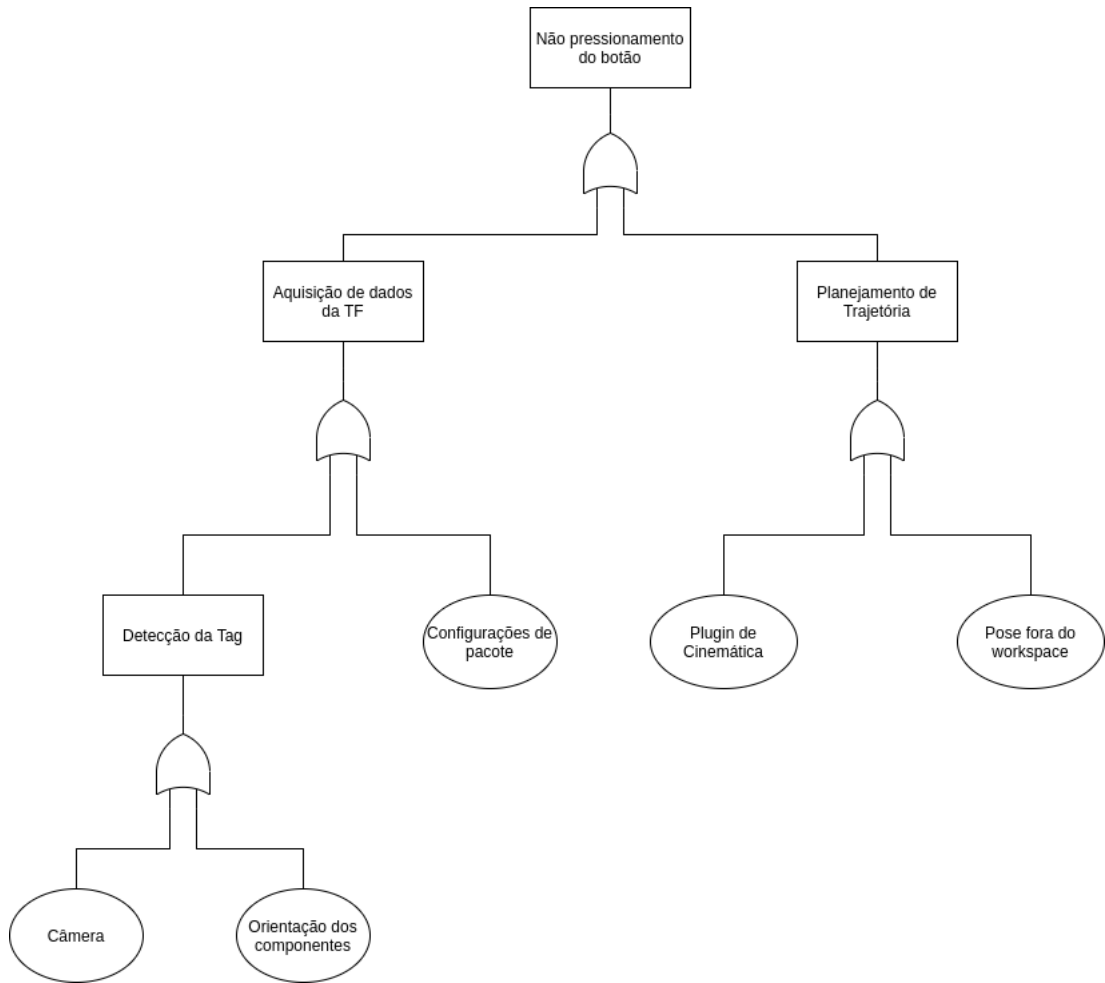 Não pressionamento
do botão
Aquisição de dados
da TF
Planejamento de
Trajetória
Detecção da Tag
Configurações de
pacote
Plugin de
Cinemática
Pose fora do
workspace
Câmera
Orientação dos
componentes